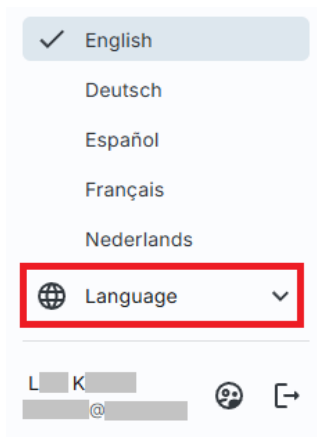 English
Deutsch
Español
Français
Nederlands
Language
L K
@